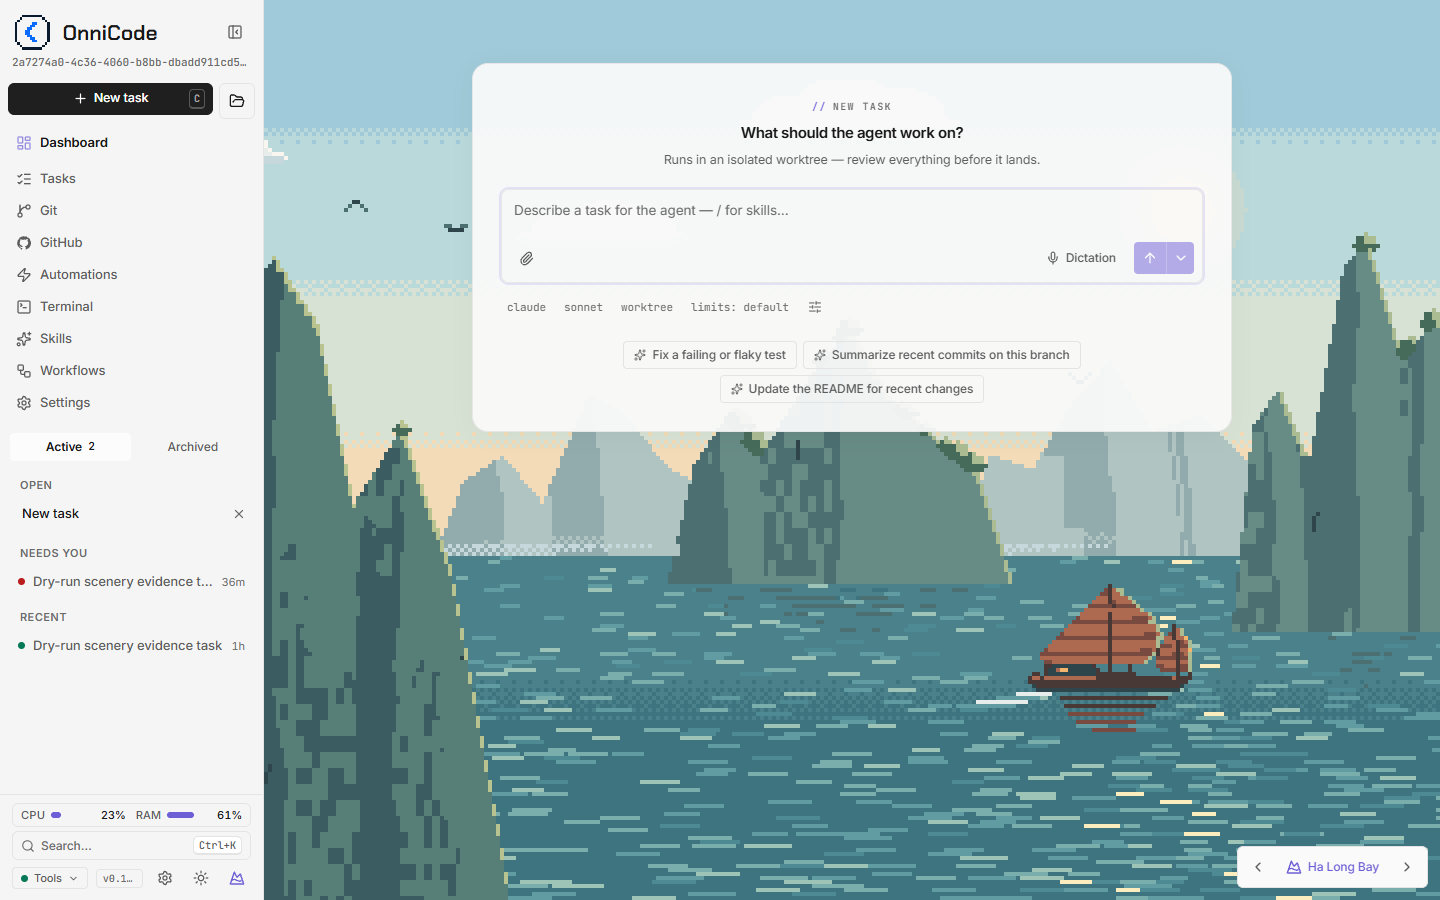 OnniCode
2a7274a0-4c36-4060-b8bb-dbadd911cd5…
New task
C
Dashboard
Tasks
Git
GitHub
Automations
Terminal
Skills
Workflows
Settings
Active 2
Archived
OPEN
New task
NEEDS YOU
Dry-run scenery evidence t… 36m
RECENT
Dry-run scenery evidence task 1h
CPU 23% RAM 61%
Search... Ctrl+K
Tools
v0.1…
// NEW TASK
What should the agent work on?
Runs in an isolated worktree — review everything before it lands.
Describe a task for the agent — / for skills...
Dictation
claude sonnet worktree limits: default
Fix a failing or flaky test
Summarize recent commits on this branch
Update the README for recent changes
Ha Long Bay